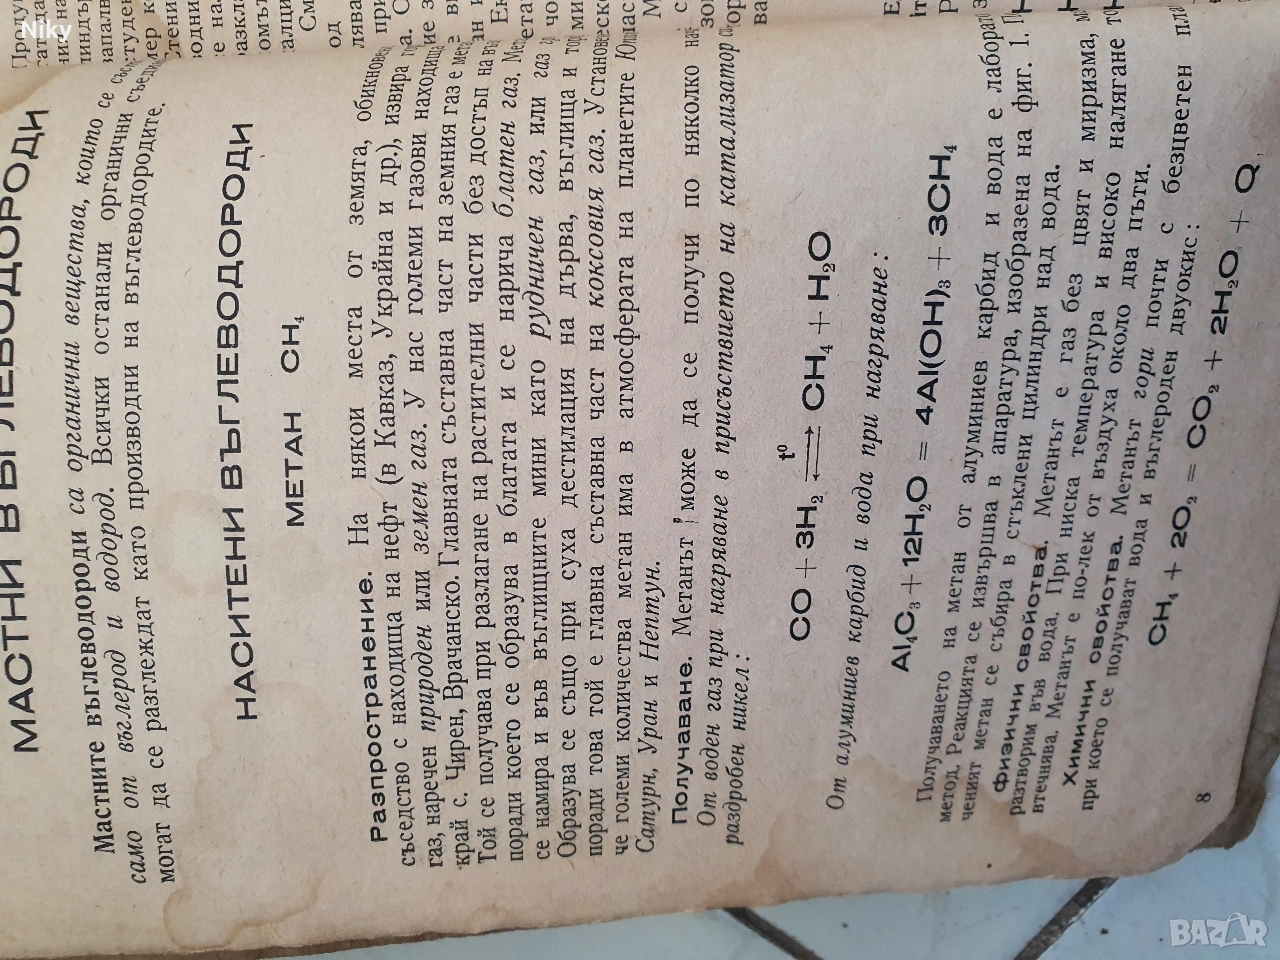 МАСТНИ ВЪГЛЕВОДОРОДИ
Мастните въглеводороди са органични вещества, които се
само от въглерод и водород. Всички останали органични
могат да се разглеждат като производни на въглеводородите.
НАСИТЕНИ ВЪГЛЕВОДОРОДИ
МЕТАН CH₄
Разпространение. На някои места от земята,
съседство с находища на нефт (в Кавказ, Украйна и др.), извира
газ, наречен природен или земен газ. У нас големи газови находища
край с. Чирен, Врачанско. Главната съставна част на земния газ е
Той се получава при разлагане на растителни части без достъп на
поради което се образува в блатата и се нарича блатен газ.
се намира и във въглищните мини като рудничен газ, или газ
Образува се също при суха дестилация на дърва, въглища и
поради това той е главна съставна част на коксовия газ. Установено
че големи количества метан има в атмосферата на планетите
Сатурн, Уран и Нептун.
Получаване. Метанът може да се получи по няколко
От воден газ при нагряване в присъствието на катализатор
раздробен никел:
CO + 3H₂ ⇄ t⁰ CH₄ + H₂O
От алуминиев карбид и вода при нагряване:
Al₄C₃ + 12H₂O = 4Al(OH)₃ + 3CH₄
Получаването на метан от алуминиев карбид и вода е
метод. Реакцията се извършва в апаратура, изобразена на фиг. 1.
ченият метан се събира в стъклени цилиндри над вода.
Физични свойства. Метанът е газ без цвят и миризма,
разтворим във вода. При ниска температура и високо налягане
втечнява. Метанът е по-лек от въздуха около два пъти.
Химични свойства. Метанът гори почти с безцветен
при което се получават вода и въглероден двуокис:
CH₄ + 2O₂ = CO₂ + 2H₂O + Q
8
Niky
BAZAR